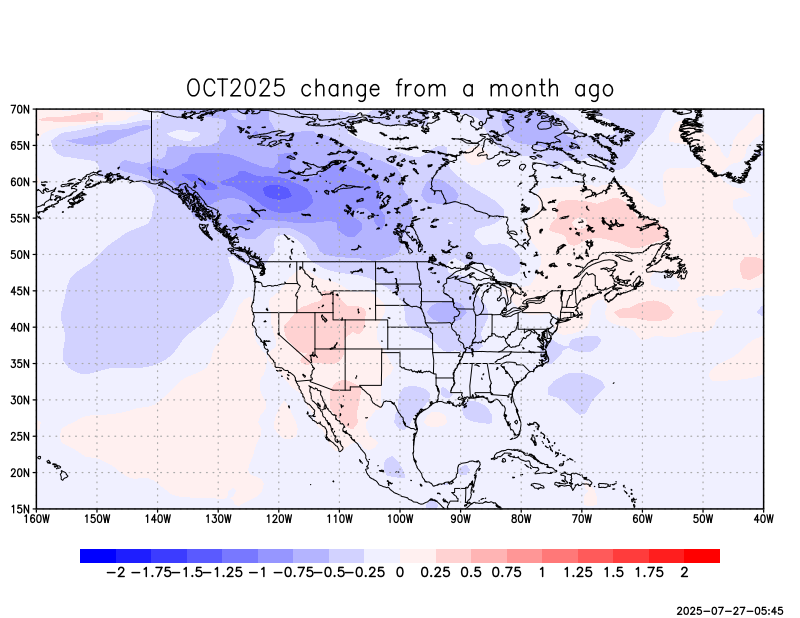 OCT2025 change from a month ago
70N
65N
60N
55N
50N
45N
40N
35N
30N
25N
20N
15N
160W 150W 140W 130W 120W 110W 100W 90W 80W 70W 60W 50W 40W
−2 −1.75 −1.5 −1.25 −1 −0.75 −0.5 −0.25 0 0.25 0.5 0.75 1 1.25 1.5 1.75 2
2025-07-27-05:45